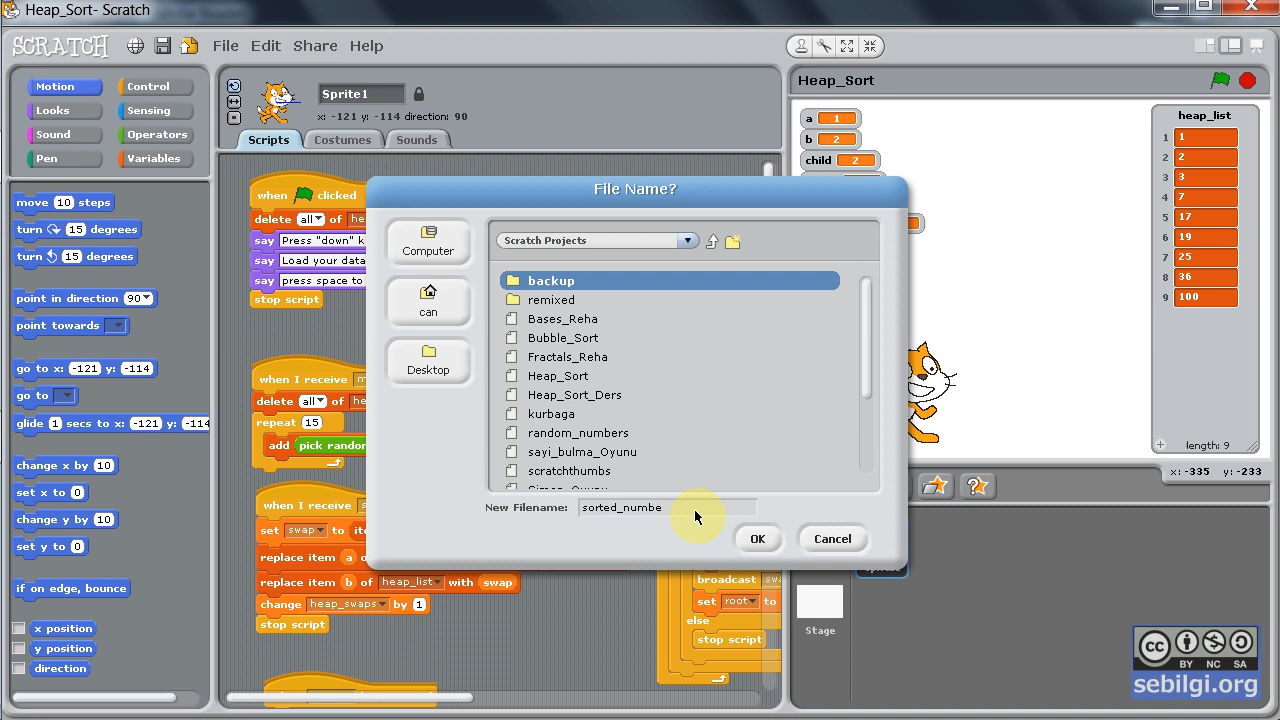 Heap_Sort- Scratch
SCRATCH File Edit Share Help
Motion Control
Looks Sensing
Sound Operators
Pen Variables
Sprite1
x: -121 y: -114 direction: 90
Scripts Costumes Sounds
move 10 steps
turn 15 degrees
turn 15 degrees
point in direction 90
point towards
go to x: -121 y: -114
go to
glide 1 secs to x: -121 y: -114
change x by 10
set x to 0
change y by 10
set y to 0
if on edge, bounce
x position
y position
direction
when clicked
delete all of he
say Press "down" k
say Load your data
say press space to
stop script
when I receive
delete all of he
repeat 15
add pick random
when I receive
set swap to ite
replace item a o
replace item b of heap_list with swap
change heap_swaps by 1
stop script
broadcast swa
set root to
else
stop script
File Name?
Computer
can
Desktop
Scratch Projects
backup
remixed
Bases_Reha
Bubble_Sort
Fractals_Reha
Heap_Sort
Heap_Sort_Ders
kurbaga
random_numbers
sayi_bulma_Oyunu
scratchthumbs
New Filename: sorted_numbe
OK Cancel
Heap_Sort
a 1
b 2
child 2
heap_list
1 1
2 2
3 3
4 7
5 17
6 19
7 25
8 36
9 100
+ length: 9
x: -335 y: -233
Stage
cc BY NC SA
sebilgi.org